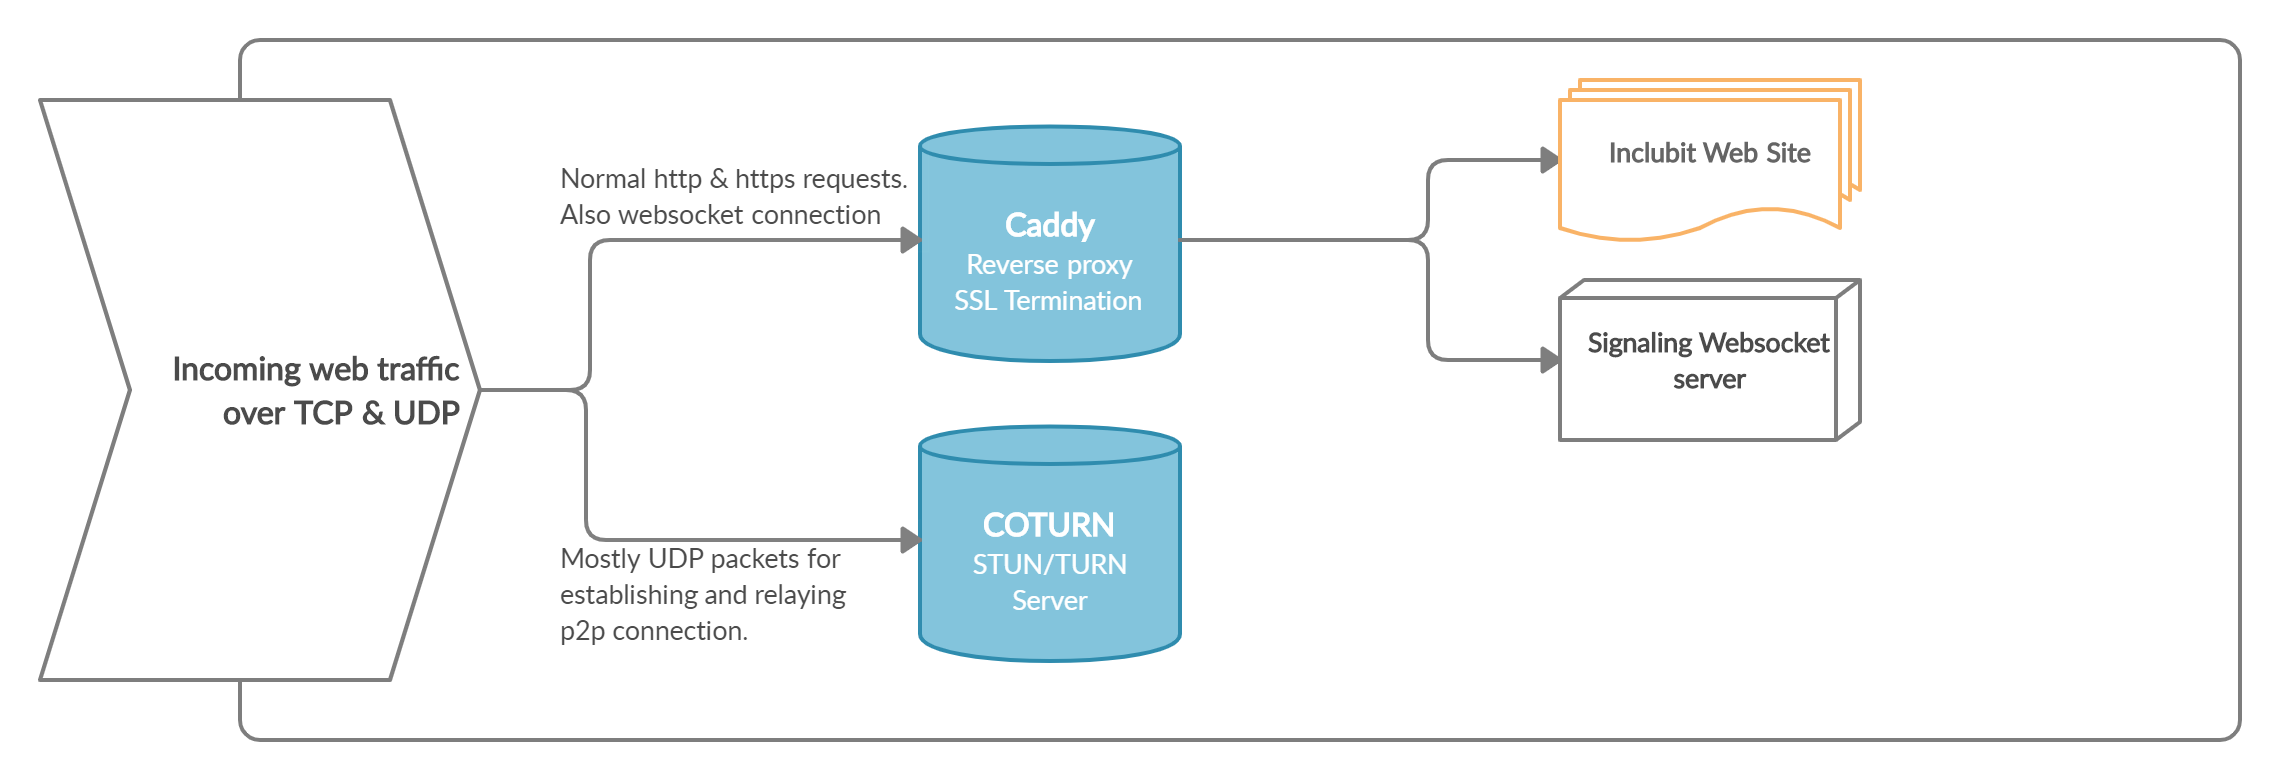 Incoming web traffic
over TCP & UDP
Normal http & https requests.
Also websocket connection
Mostly UDP packets for
establishing and relaying
p2p connection.
Caddy
Reverse proxy
SSL Termination
COTURN
STUN/TURN
Server
Inclubit Web Site
Signaling Websocket
server